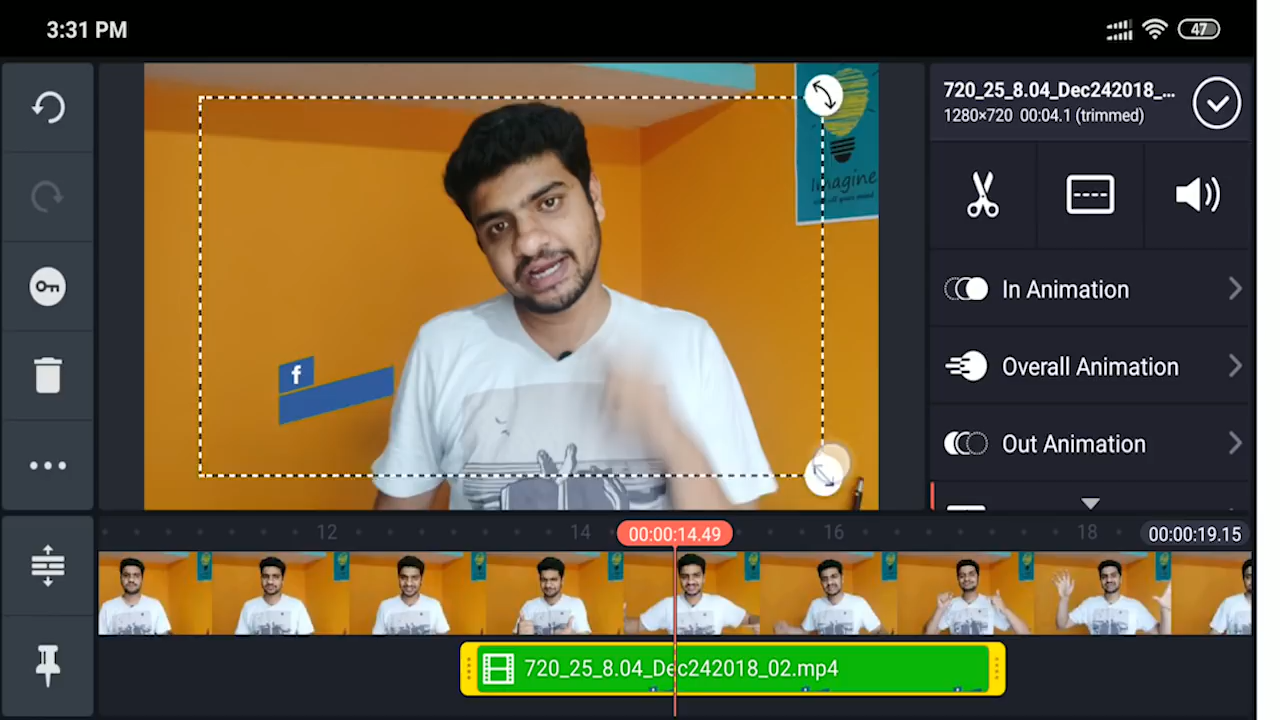 3:31 PM
47
720_25_8.04_Dec242018_...
1280×720 00:04.1 (trimmed)
Imagine
In Animation
Overall Animation
f
Out Animation
12
14
00:00:14.49
16
18
00:00:19.15
720_25_8.04_Dec242018_02.mp4